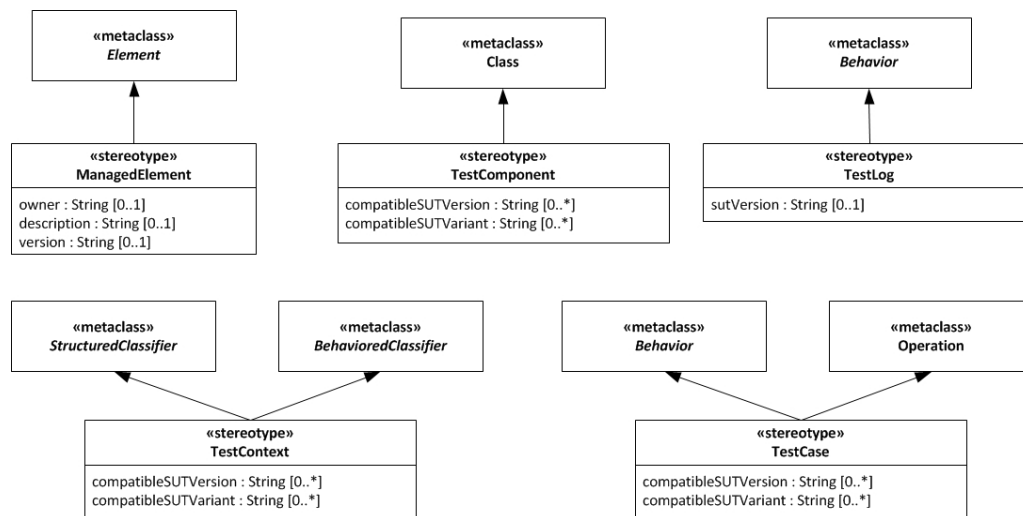 «metaclass»
Element
«metaclass»
Class
«metaclass»
Behavior
«stereotype»
ManagedElement
owner : String [0..1]
description : String [0..1]
version : String [0..1]
«stereotype»
TestComponent
compatibleSUTVersion : String [0..*]
compatibleSUTVariant : String [0..*]
«stereotype»
TestLog
sutVersion : String [0..1]
«metaclass»
StructuredClassifier
«metaclass»
BehavioredClassifier
«metaclass»
Behavior
«metaclass»
Operation
«stereotype»
TestContext
compatibleSUTVersion : String [0..*]
compatibleSUTVariant : String [0..*]
«stereotype»
TestCase
compatibleSUTVersion : String [0..*]
compatibleSUTVariant : String [0..*]